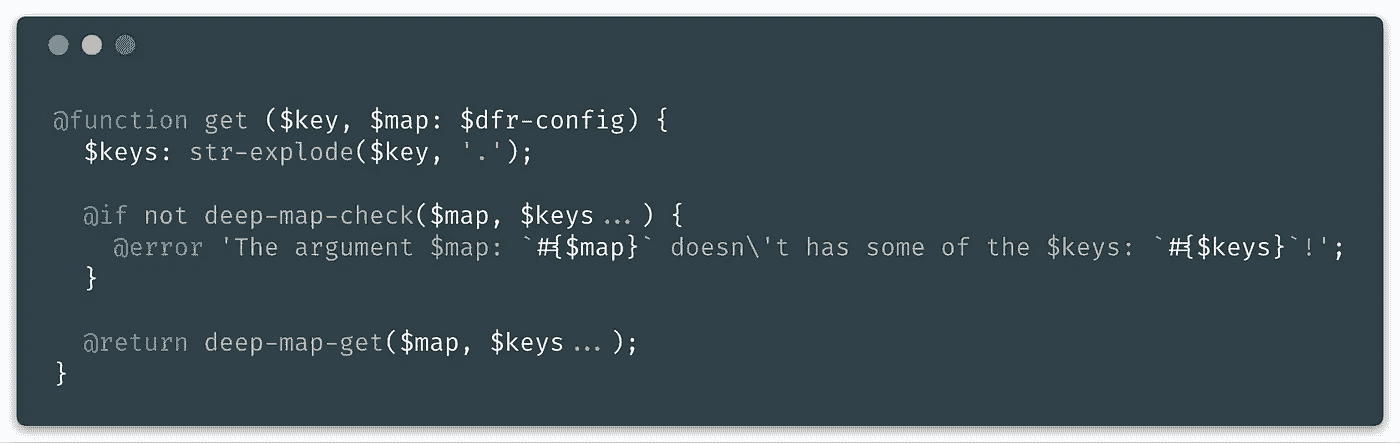 @function get ($key, $map: $dfr-config) {
$keys: str-explode($key, '.');
@if not deep-map-check($map, $keys...) {
@error 'The argument $map: `#{$map}` doesn\'t has some of the $keys: `#{$keys}`!';
}
@return deep-map-get($map, $keys...);
}